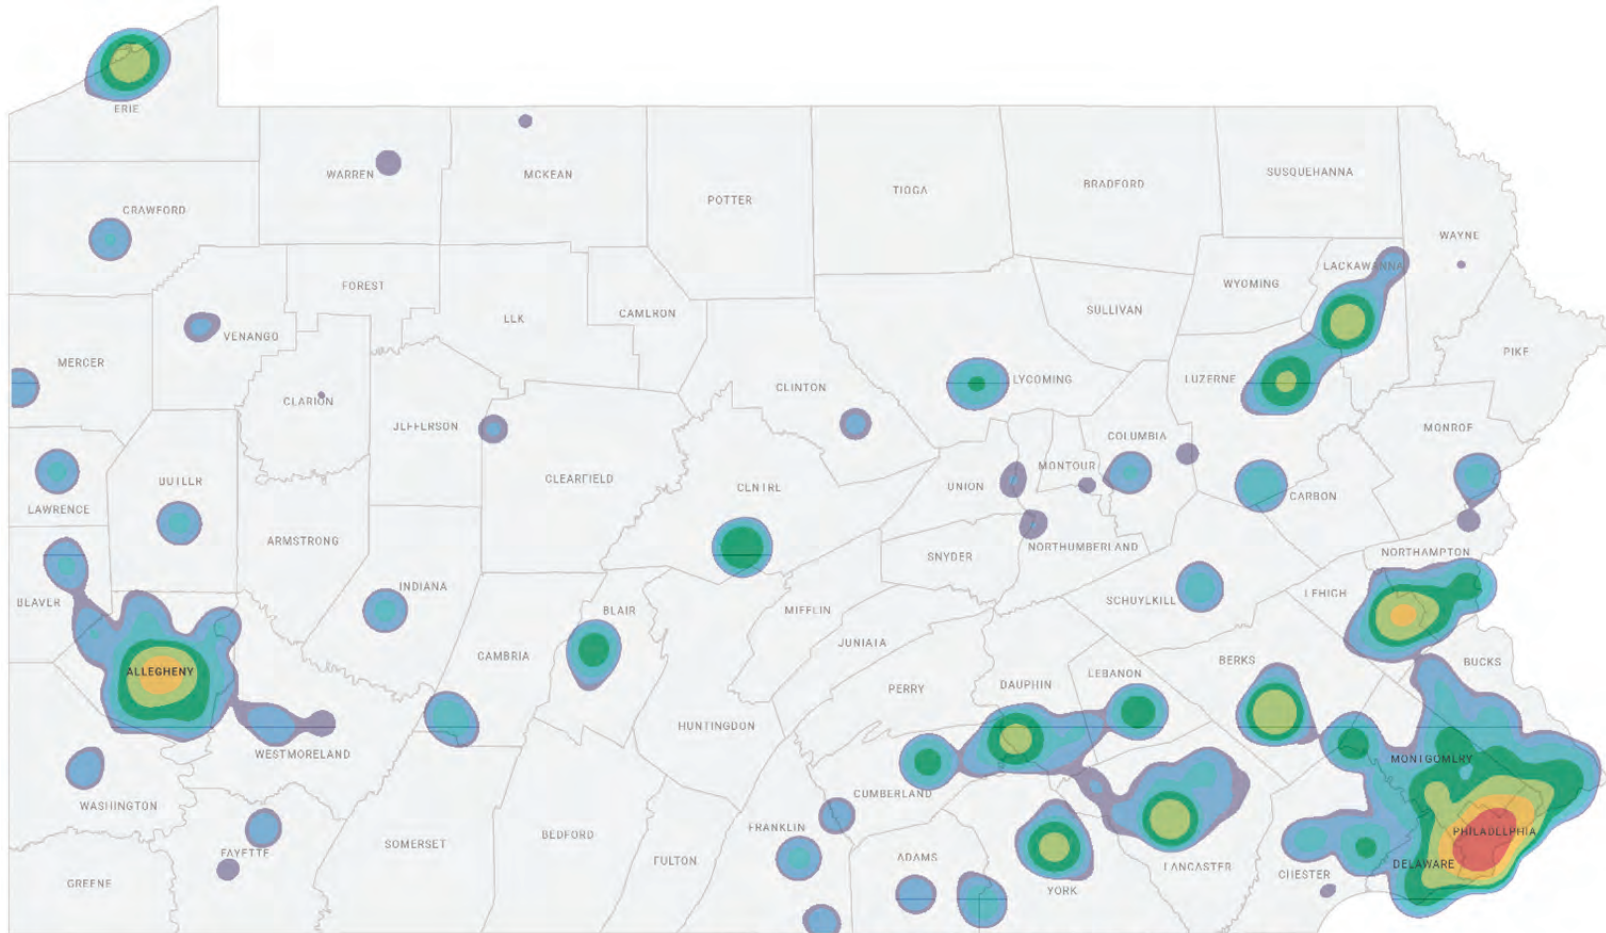 ERIE
WARREN
MCKEAN
POTTER
TIOGA
BRADFORD
SUSQUEHANNA
CRAWFORD
WAYNE
FOREST
LLK
CAMLRON
SULLIVAN
WYOMING
LACKAWANNA
VENANGO
MERCER
CLARION
CLINTON
LYCOMING
LUZERNE
PIKE
JLFFERSON
CLEARFIELD
CLNTRL
UNION
MONTOUR
COLUMBIA
MONROF
LAWRENCE
BUTLLR
ARMSTRONG
CARBON
SNYDER
NORTHUMBERLAND
NORTHAMPTON
BLAVLR
INDIANA
BLAIR
MIFFLIN
JUNIATA
SCHUYLKILL
LFHIGH
ALLEGHENY
CAMBRIA
HUNTINGDON
PERRY
DAUPHIN
LEBANON
BERKS
BUCKS
WESTMORELAND
WASHINGTON
CUMBERLAND
MONTGOMLRY
FAYETTE
SOMERSET
BEDFORD
FULTON
FRANKLIN
ADAMS
YORK
LANCASTER
CHESTER
DELAWARE
PHILADLLPHIA
GREENE